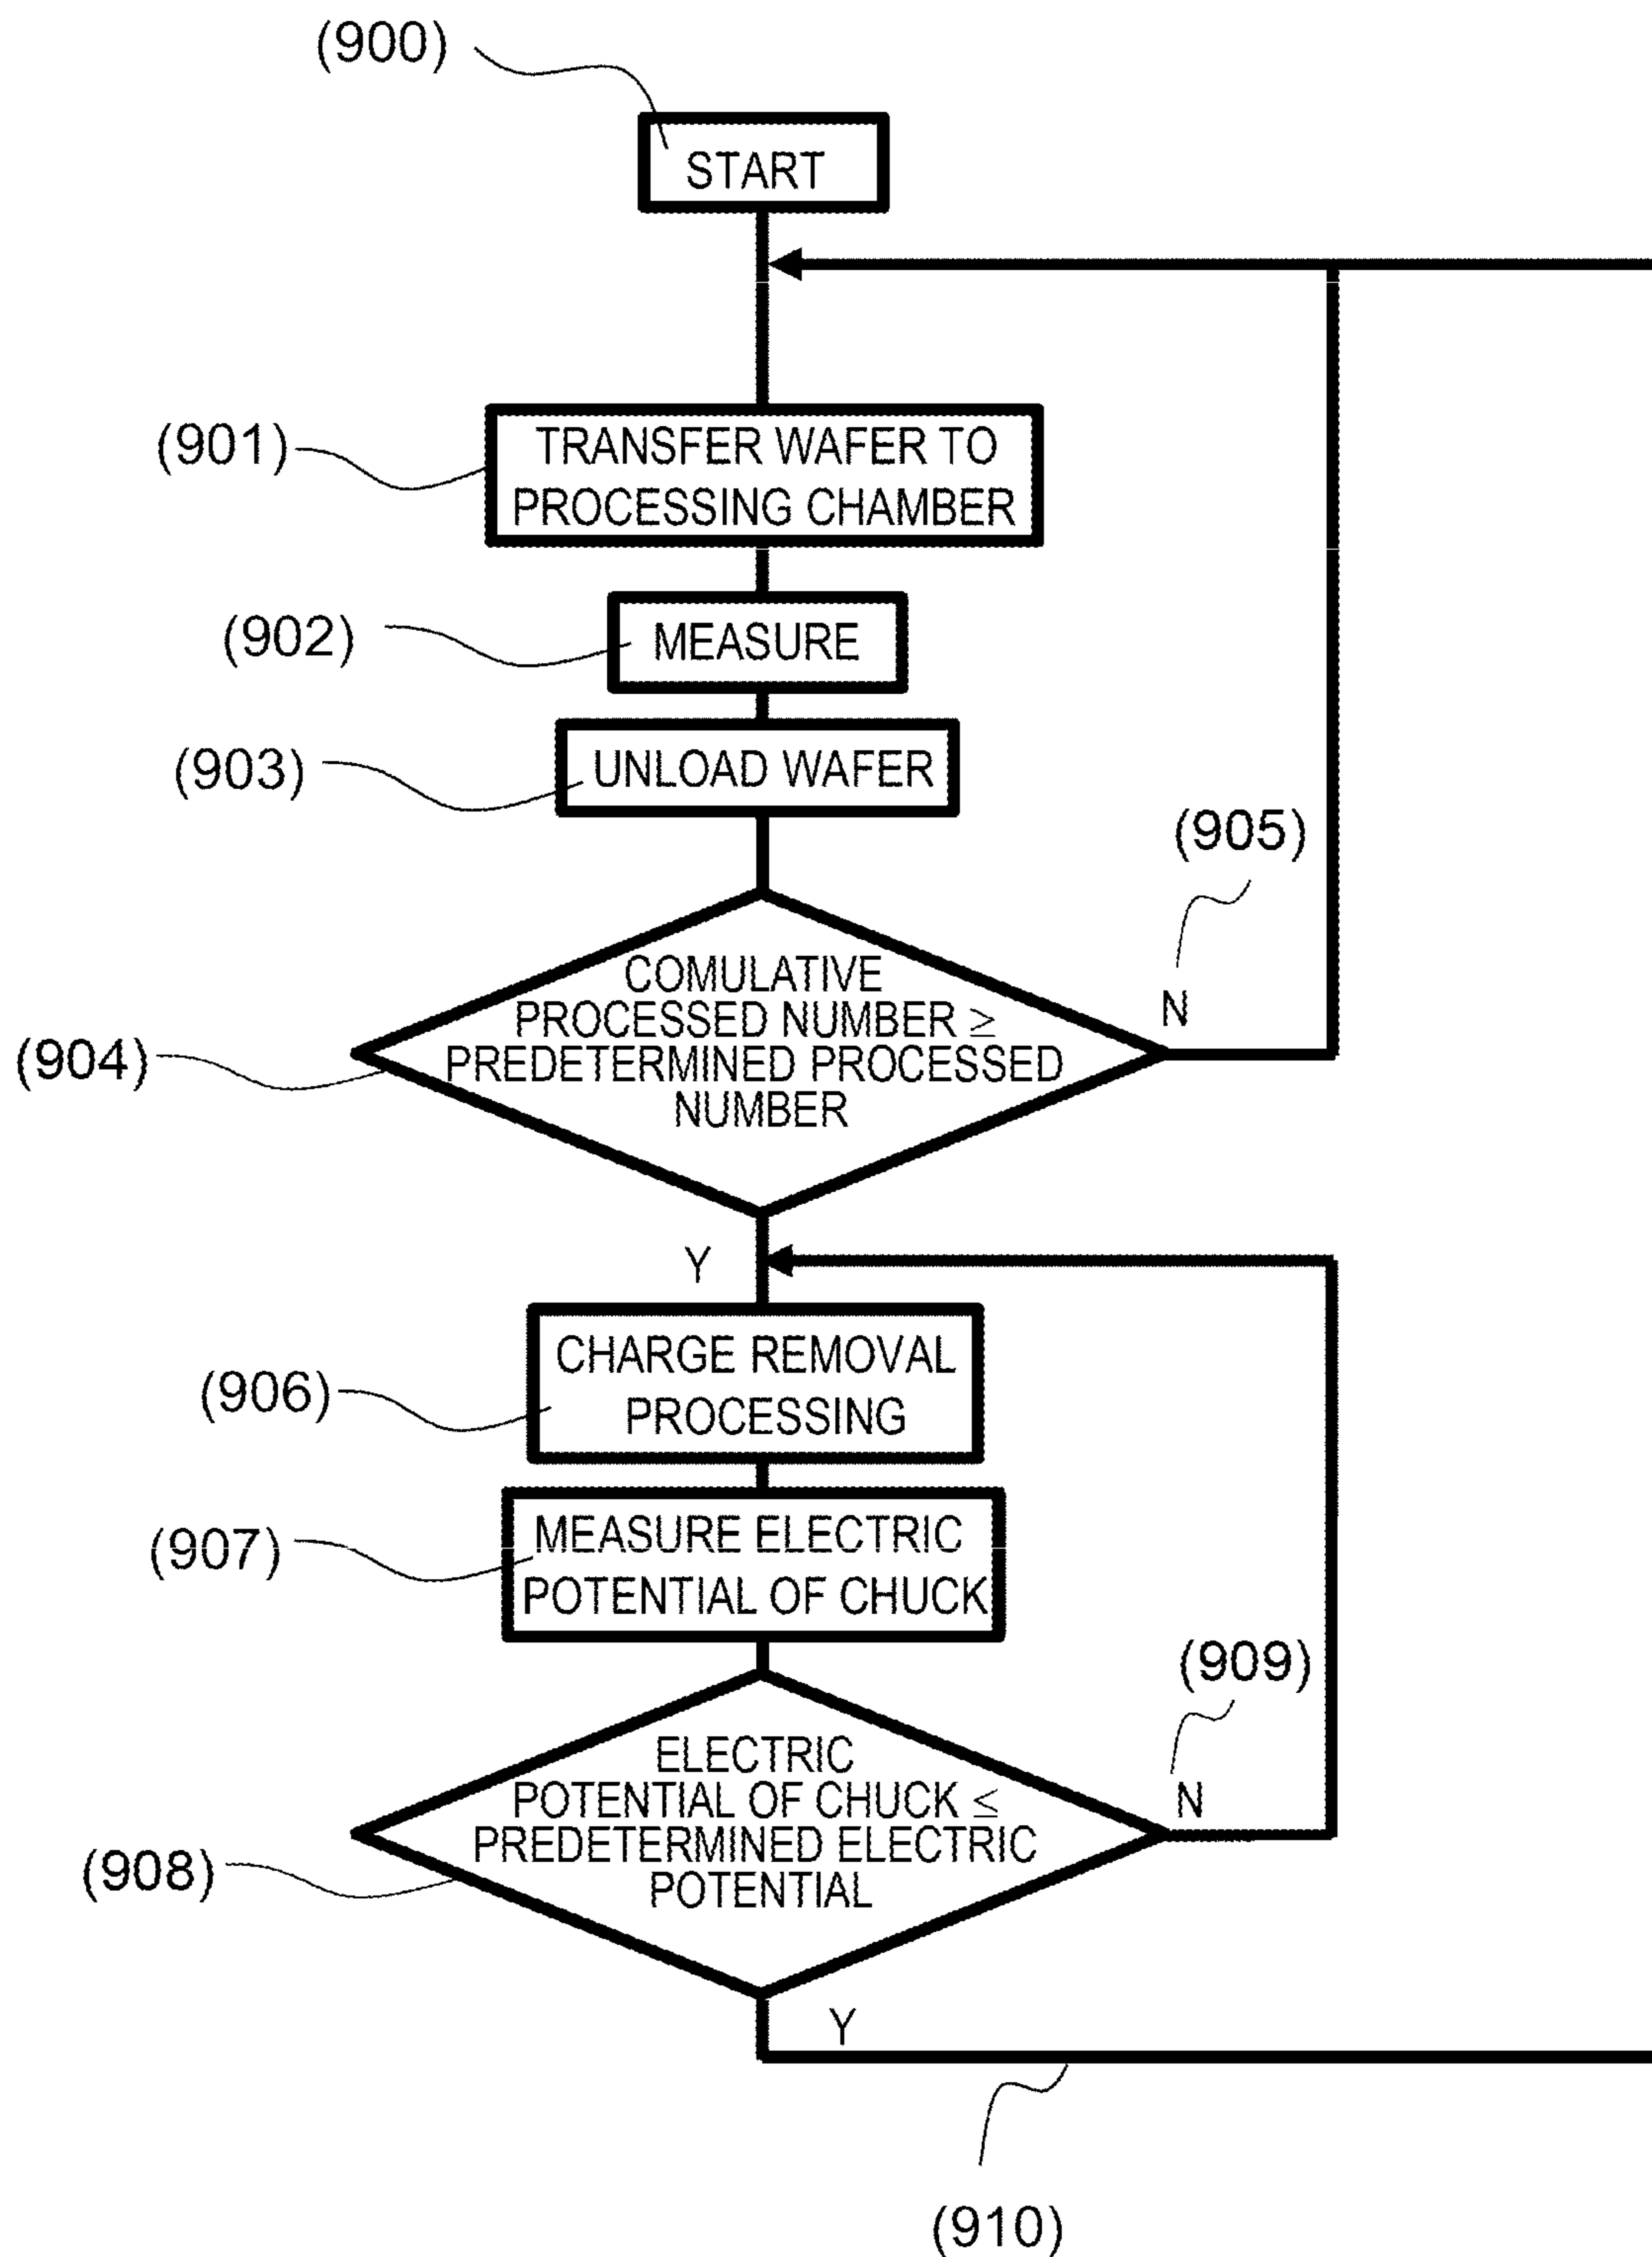 (900)
START
(901)
TRANSFER WAFER TO
PROCESSING CHAMBER
(902)
MEASURE
(903)
UNLOAD WAFER
(905)
(904)
COMULATIVE
PROCESSED NUMBER ≥
PREDETERMINED PROCESSED
NUMBER
N
Y
(906)
CHARGE REMOVAL
PROCESSING
(907)
MEASURE ELECTRIC
POTENTIAL OF CHUCK
(909)
(908)
ELECTRIC
POTENTIAL OF CHUCK ≤
PREDETERMINED ELECTRIC
POTENTIAL
N
Y
(910)